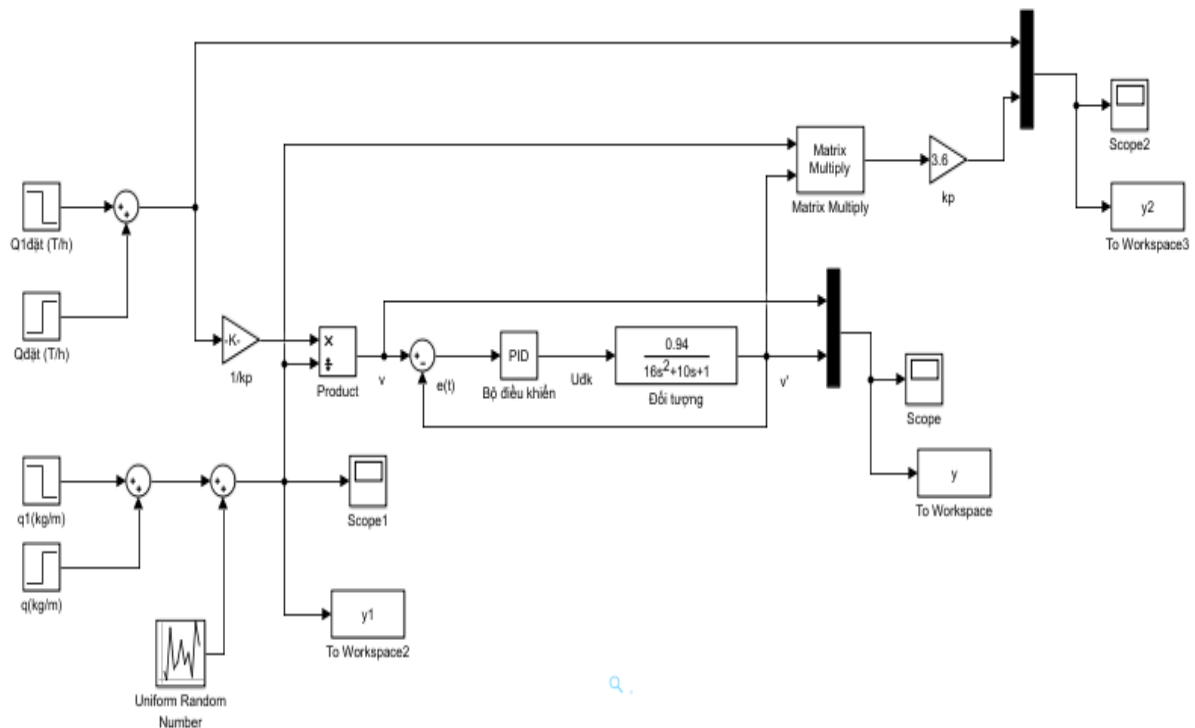 Scope2
Matrix
Multiply
3.6
kp
Matrix Multiply
Q1đặt (T/h)
y2
To Workspace3
Qđặt (T/h)
-K-
1/kp
×
÷
Product
v
e(t)
PID
Bộ điều khiển
Uđk
0.94
16s²+10s+1
Đối tượng
v'
Scope
q1(kg/m)
Scope1
y
To Workspace
q(kg/m)
y1
To Workspace2
Uniform Random
Number